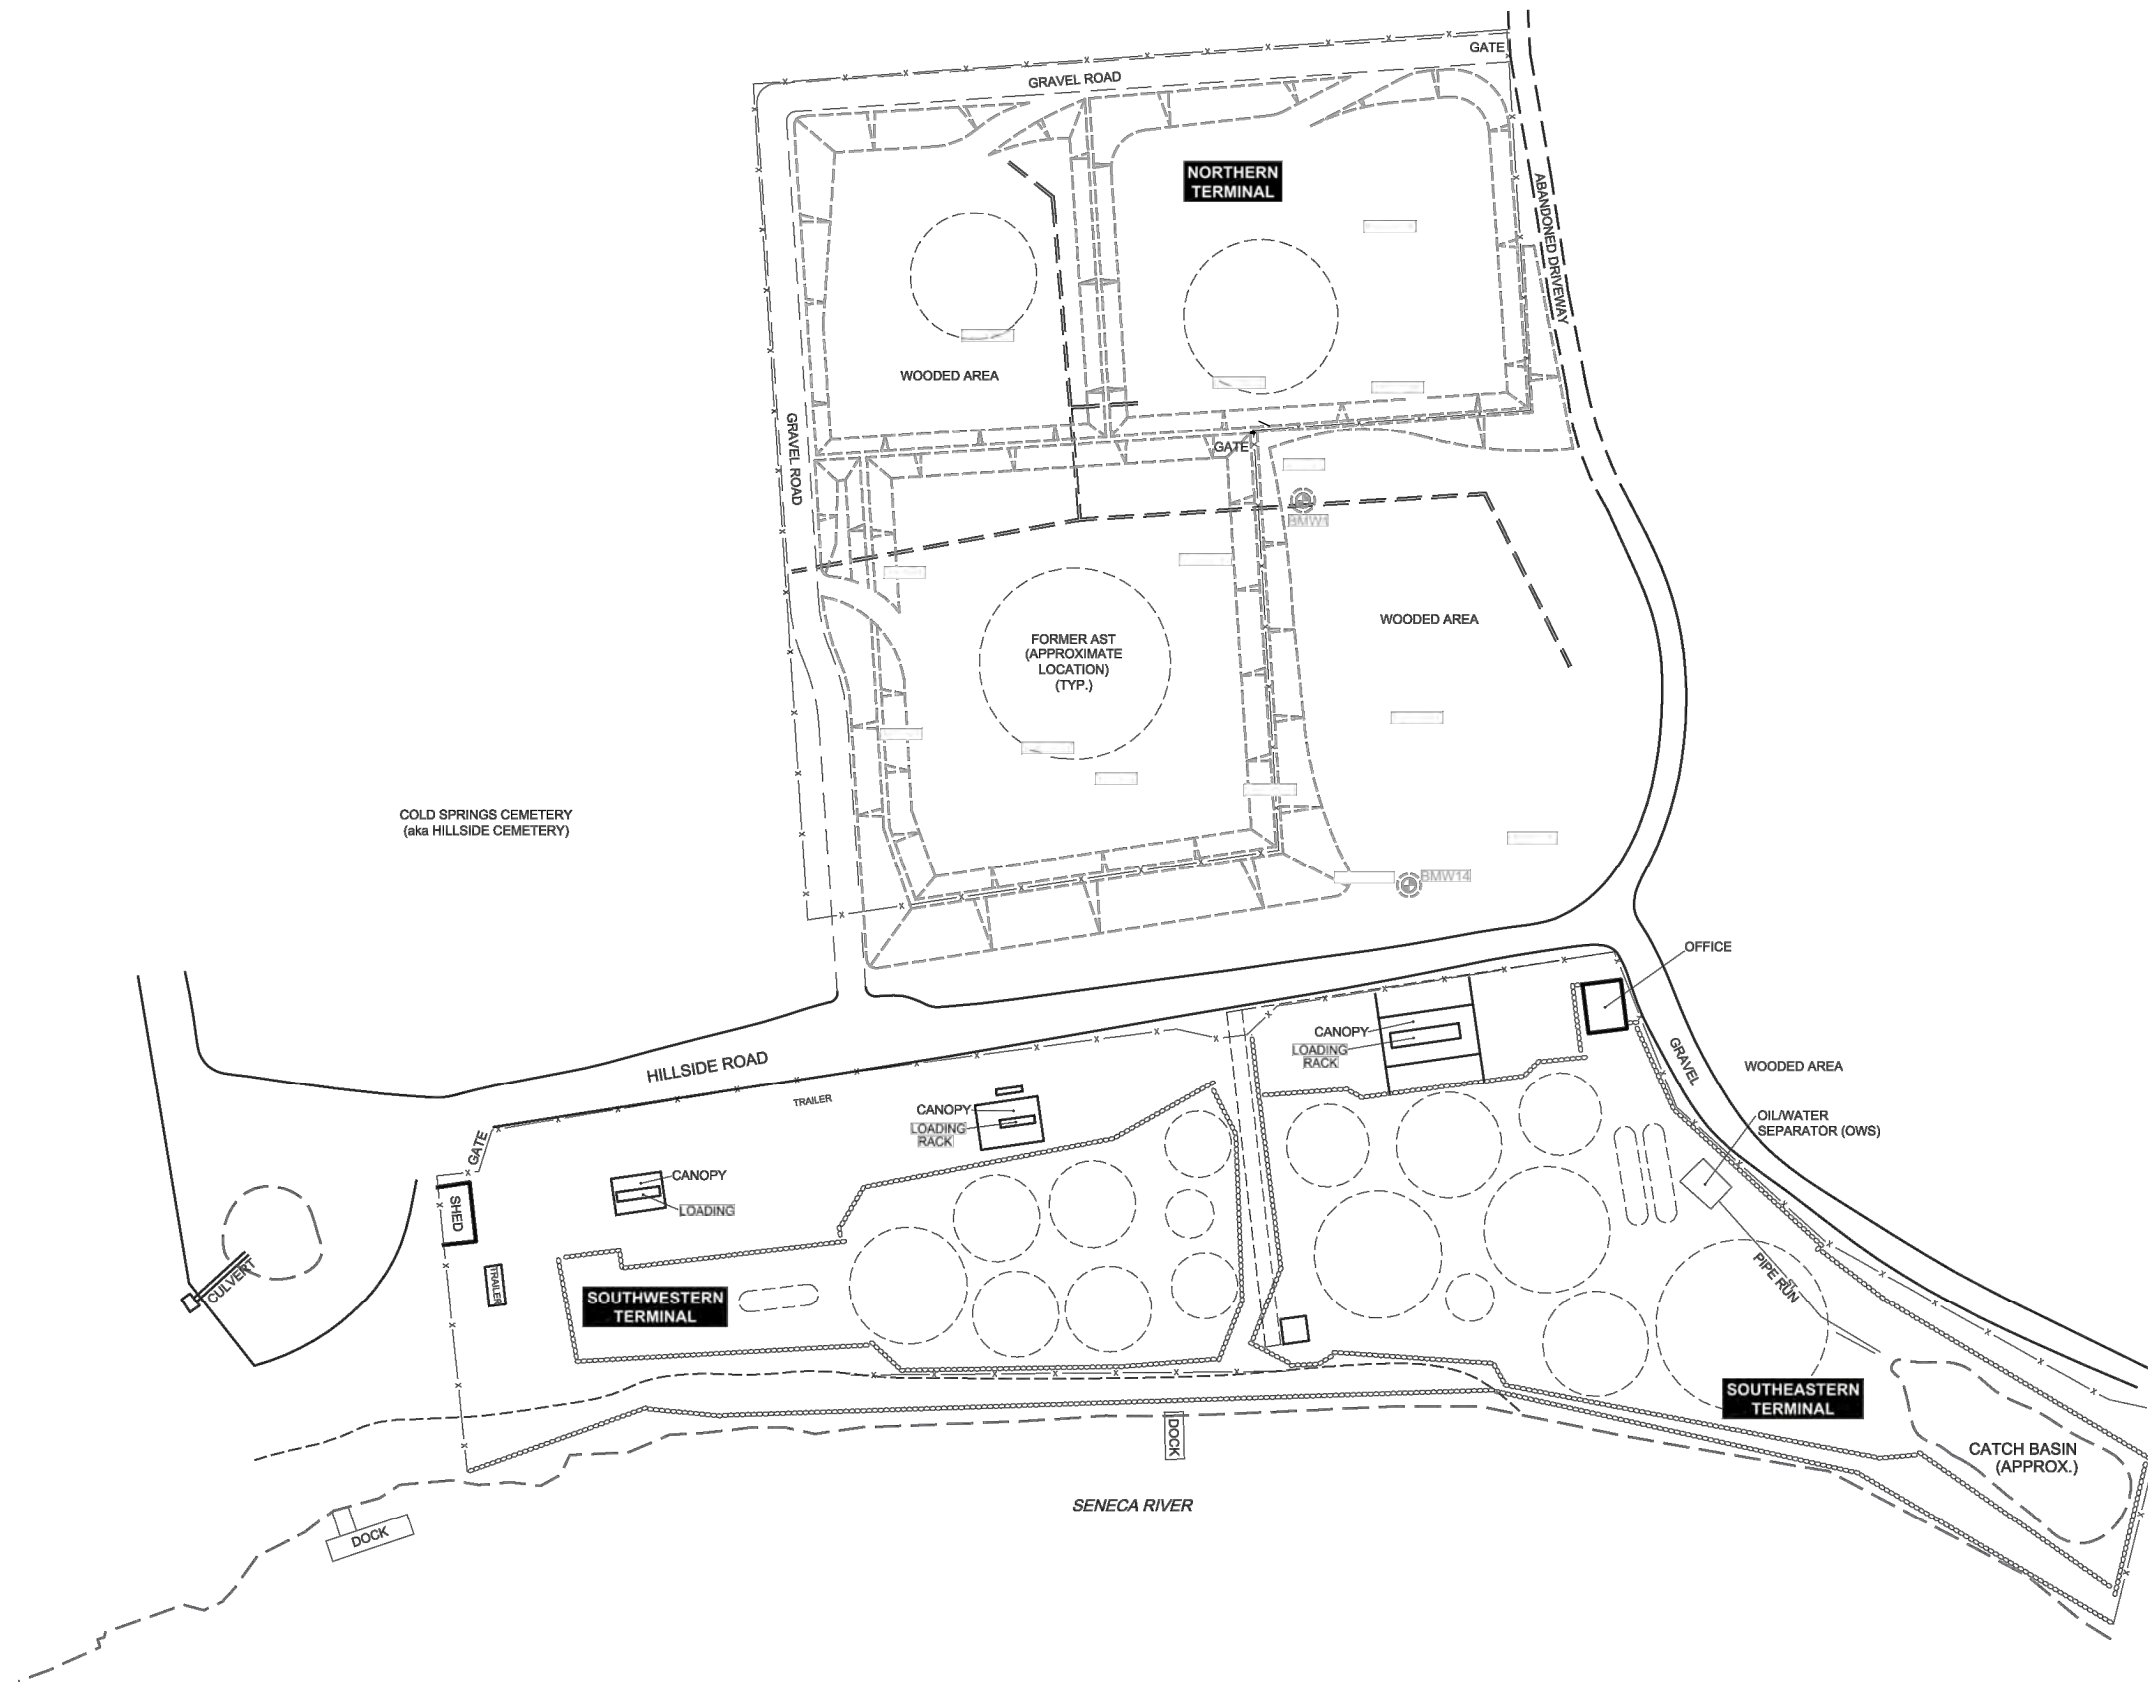 GATE
GRAVEL ROAD
NORTHERN
TERMINAL
ABANDONED DRIVEWAY
WOODED AREA
GRAVEL ROAD
GATE
BMW1
WOODED AREA
FORMER AST
(APPROXIMATE
LOCATION)
(TYP.)
COLD SPRINGS CEMETERY
(aka HILLSIDE CEMETERY)
BMW14
OFFICE
CANOPY
LOADING
RACK
GRAVEL
WOODED AREA
HILLSIDE ROAD
TRAILER
CANOPY
LOADING
RACK
OIL/WATER
SEPARATOR (OWS)
GATE
CANOPY
LOADING
SHED
CULVERT
TRAILER
SOUTHWESTERN
TERMINAL
PIPE RUN
SOUTHEASTERN
TERMINAL
DOCK
CATCH BASIN
(APPROX.)
SENECA RIVER
DOCK